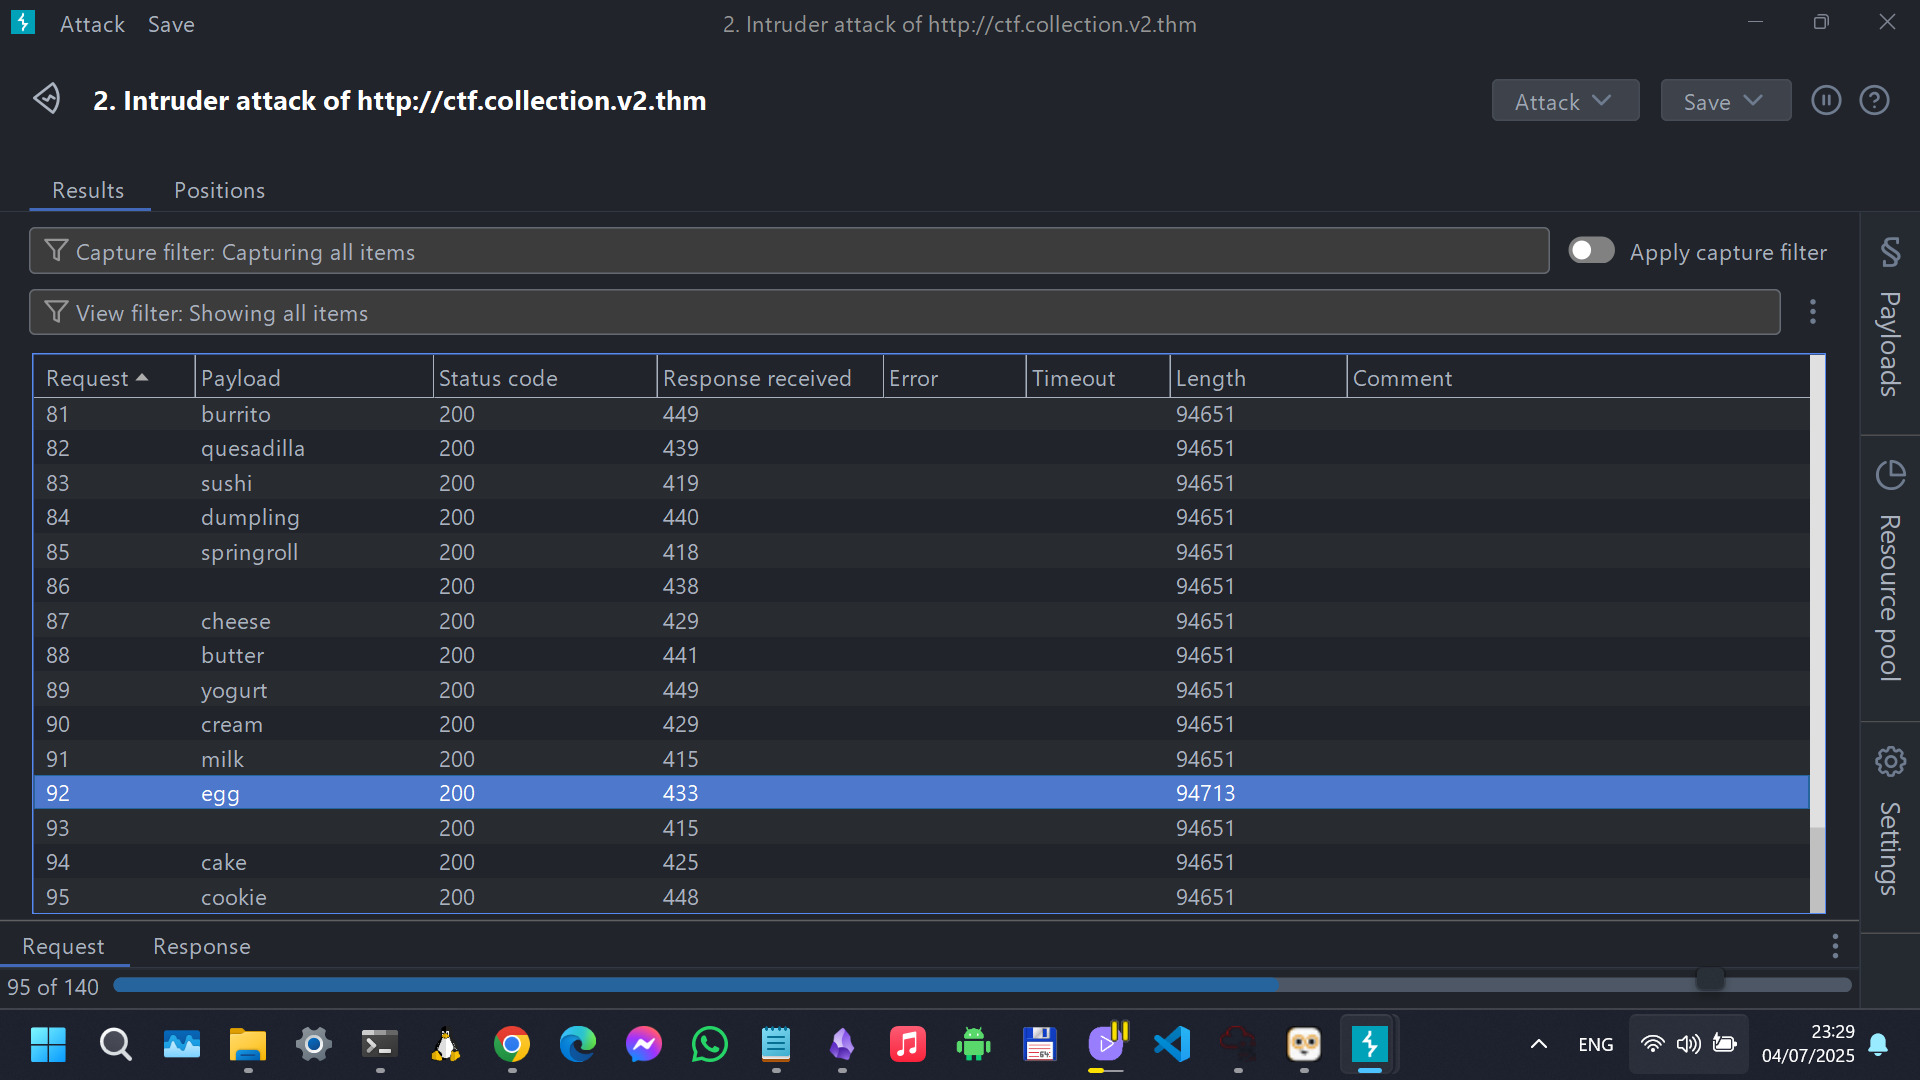 Attack Save 2. Intruder attack of http://ctf.collection.v2.thm
2. Intruder attack of http://ctf.collection.v2.thm Attack Save
Results Positions
Capture filter: Capturing all items Apply capture filter
View filter: Showing all items
Request Payload Status code Response received Error Timeout Length Comment
81 burrito 200 449 94651
82 quesadilla 200 439 94651
83 sushi 200 419 94651
84 dumpling 200 440 94651
85 springroll 200 418 94651
86 200 438 94651
87 cheese 200 429 94651
88 butter 200 441 94651
89 yogurt 200 449 94651
90 cream 200 429 94651
91 milk 200 415 94651
92 egg 200 433 94713
93 200 415 94651
94 cake 200 425 94651
95 cookie 200 448 94651
Payloads
Resource pool
Settings
Request Response
95 of 140
64
ENG
23:29
04/07/2025